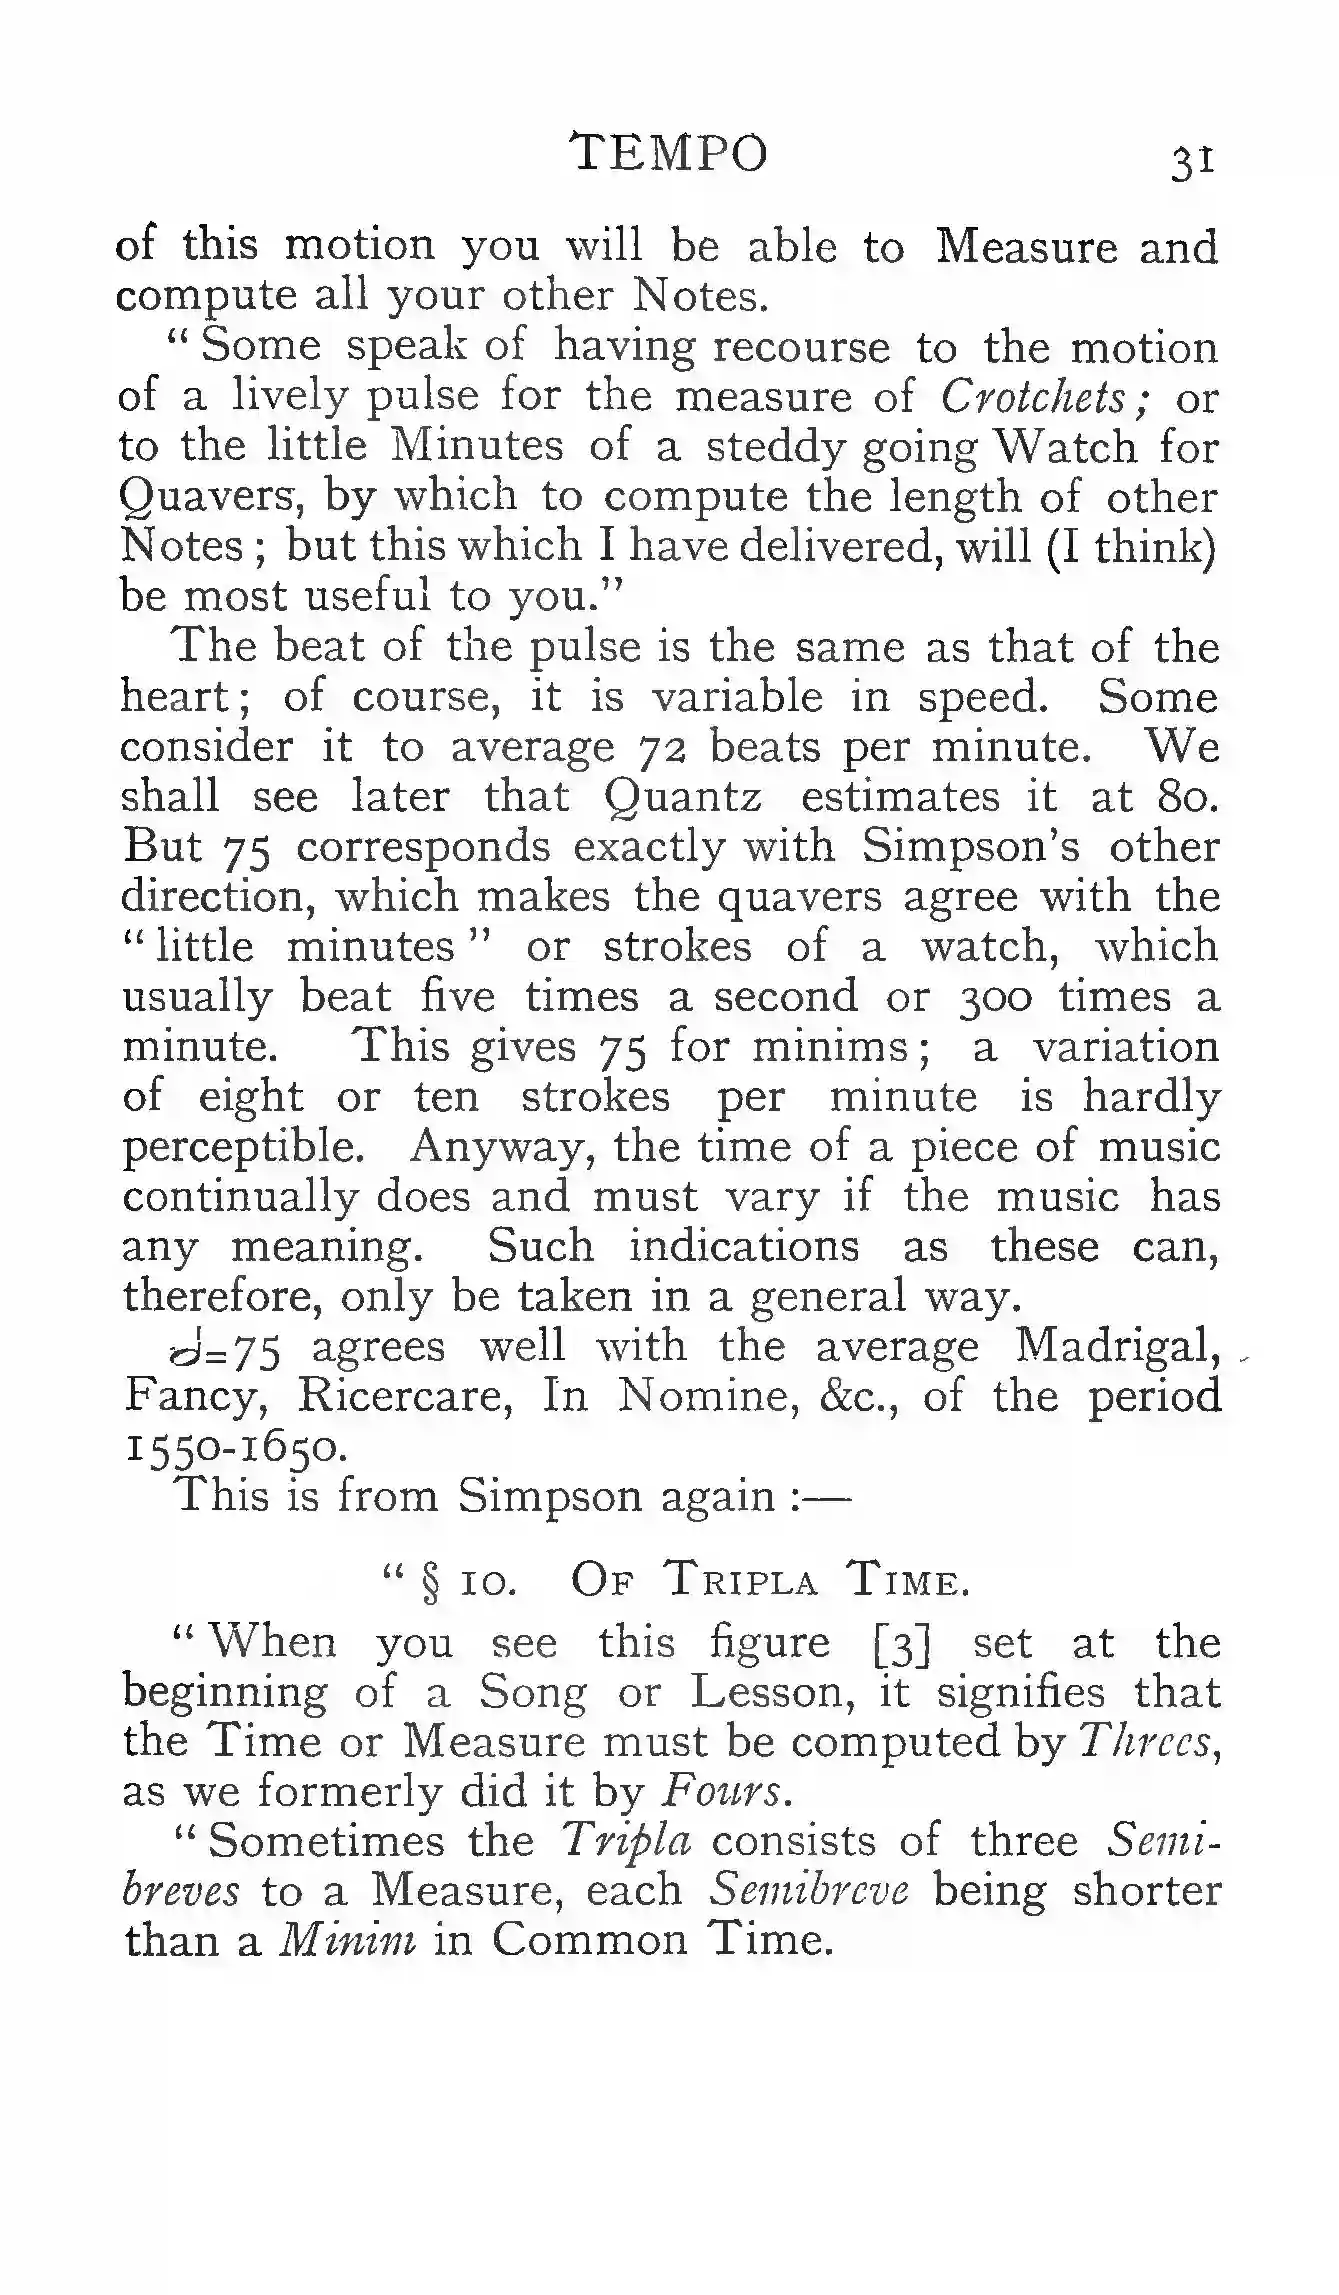 TEMPO 31
of this motion you will be able to Measure and
compute all your other Notes.
“ Some speak of having recourse to the motion
of a lively pulse for the measure of Crotchets ; or
to the little Minutes of a steddy going Watch for
Quavers, by which to compute the length of other
Notes ; but this which I have delivered, will (I think)
be most useful to you.”
The beat of the pulse is the same as that of the
heart ; of course, it is variable in speed. Some
consider it to average 72 beats per minute. We
shall see later that Quantz estimates it at 80.
But 75 corresponds exactly with Simpson’s other
direction, which makes the quavers agree with the
“ little minutes ” or strokes of a watch, which
usually beat five times a second or 300 times a
minute. This gives 75 for minims ; a variation
of eight or ten strokes per minute is hardly
perceptible. Anyway, the time of a piece of music
continually does and must vary if the music has
any meaning. Such indications as these can,
therefore, only be taken in a general way.
𝅗𝅥=75 agrees well with the average Madrigal,
Fancy, Ricercare, In Nomine, &c., of the period
1550-1650.
This is from Simpson again :—
“ § 10. Of Tripla Time.
“ When you see this figure [3] set at the
beginning of a Song or Lesson, it signifies that
the Time or Measure must be computed by Threes,
as we formerly did it by Fours.
“ Sometimes the Tripla consists of three Semi-
breves to a Measure, each Semibreve being shorter
than a Minim in Common Time.